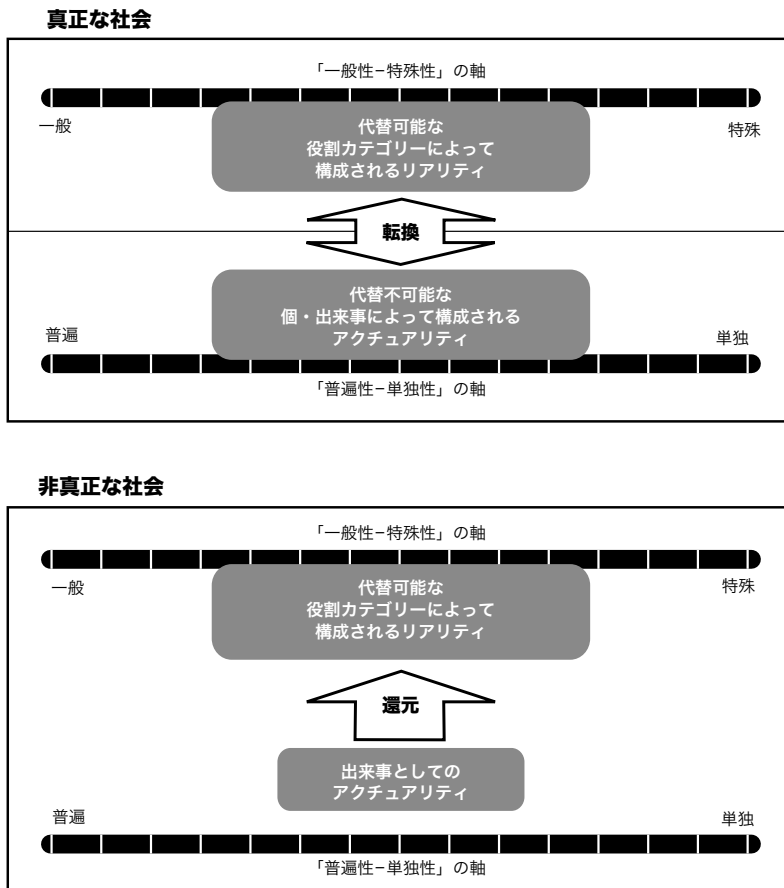 真正な社会
「一般性−特殊性」の軸
一般
特殊
代替可能な
役割カテゴリーによって
構成されるリアリティ
転換
代替不可能な
個・出来事によって構成される
アクチュアリティ
普遍
単独
「普遍性−単独性」の軸
非真正な社会
「一般性−特殊性」の軸
一般
特殊
代替可能な
役割カテゴリーによって
構成されるリアリティ
還元
出来事としての
アクチュアリティ
普遍
単独
「普遍性−単独性」の軸